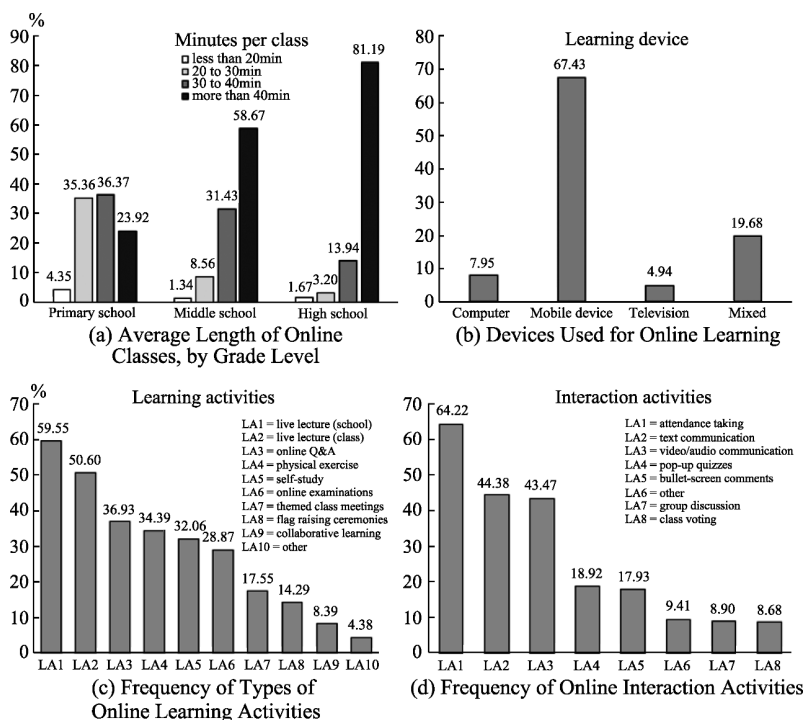 %
90
80
70
60
50
40
30
20
10
0
Minutes per class
less than 20min
20 to 30min
30 to 40min
more than 40min
4.35
35.36
36.37
23.92
1.34
8.56
31.43
58.67
1.67
3.20
13.94
81.19
Primary school
Middle school
High school
(a) Average Length of Online
Classes, by Grade Level
80
70
60
50
40
30
20
10
0
Learning device
7.95
67.43
4.94
19.68
Computer
Mobile device
Television
Mixed
(b) Devices Used for Online Learning
%
70
60
50
40
30
20
10
0
Learning activities
LA1 = live lecture (school)
LA2 = live lecture (class)
LA3 = online Q&A
LA4 = physical exercise
LA5 = self-study
LA6 = online examinations
LA7 = themed class meetings
LA8 = flag raising ceremonies
LA9 = collaborative learning
LA10 = other
59.55
50.60
36.93
34.39
32.06
28.87
17.55
14.29
8.39
4.38
LA1
LA2
LA3
LA4
LA5
LA6
LA7
LA8
LA9
LA10
(c) Frequency of Types of
Online Learning Activities
70
60
50
40
30
20
10
0
Interaction activities
LA1 = attendance taking
LA2 = text communication
LA3 = video/audio communication
LA4 = pop-up quizzes
LA5 = bullet-screen comments
LA6 = other
LA7 = group discussion
LA8 = class voting
64.22
44.38
43.47
18.92
17.93
9.41
8.90
8.68
LA1
LA2
LA3
LA4
LA5
LA6
LA7
LA8
(d) Frequency of Online Interaction Activities